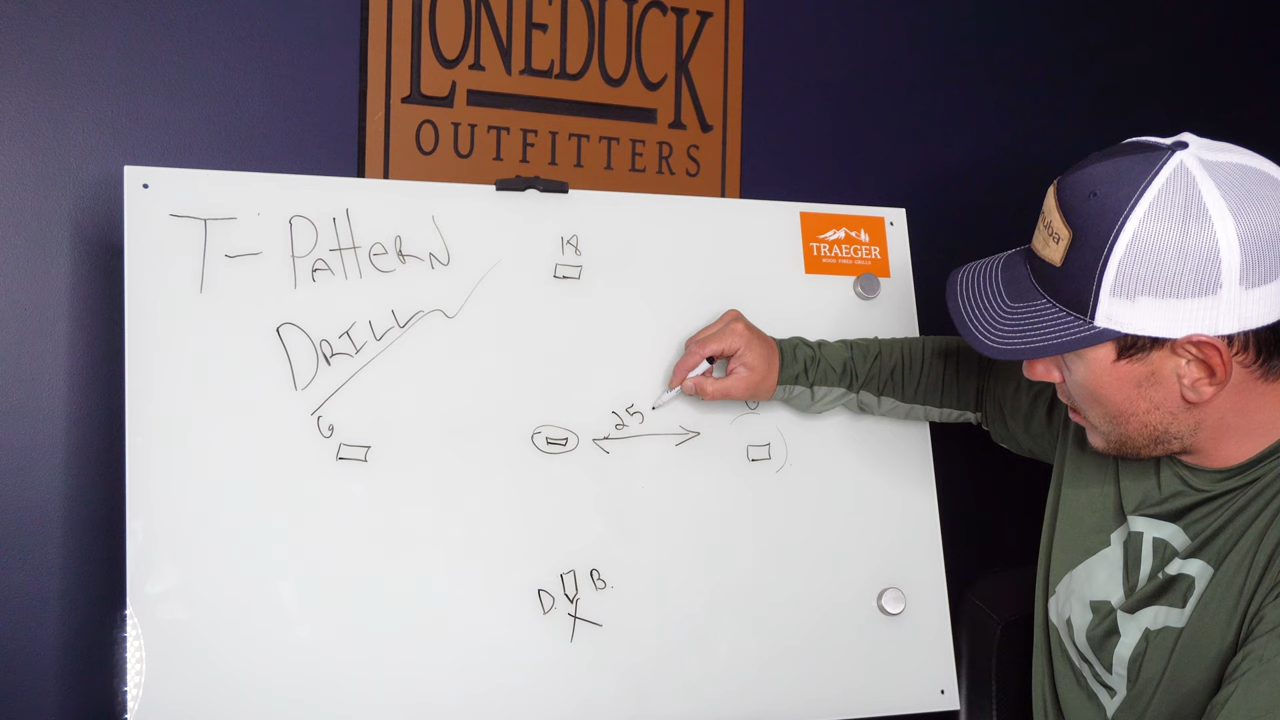 LONEDUCK
OUTFITTERS
T-PATTERN
DRILL
18
TRAEGER
WOOD FIRED GRILLS
6
25
D. B.